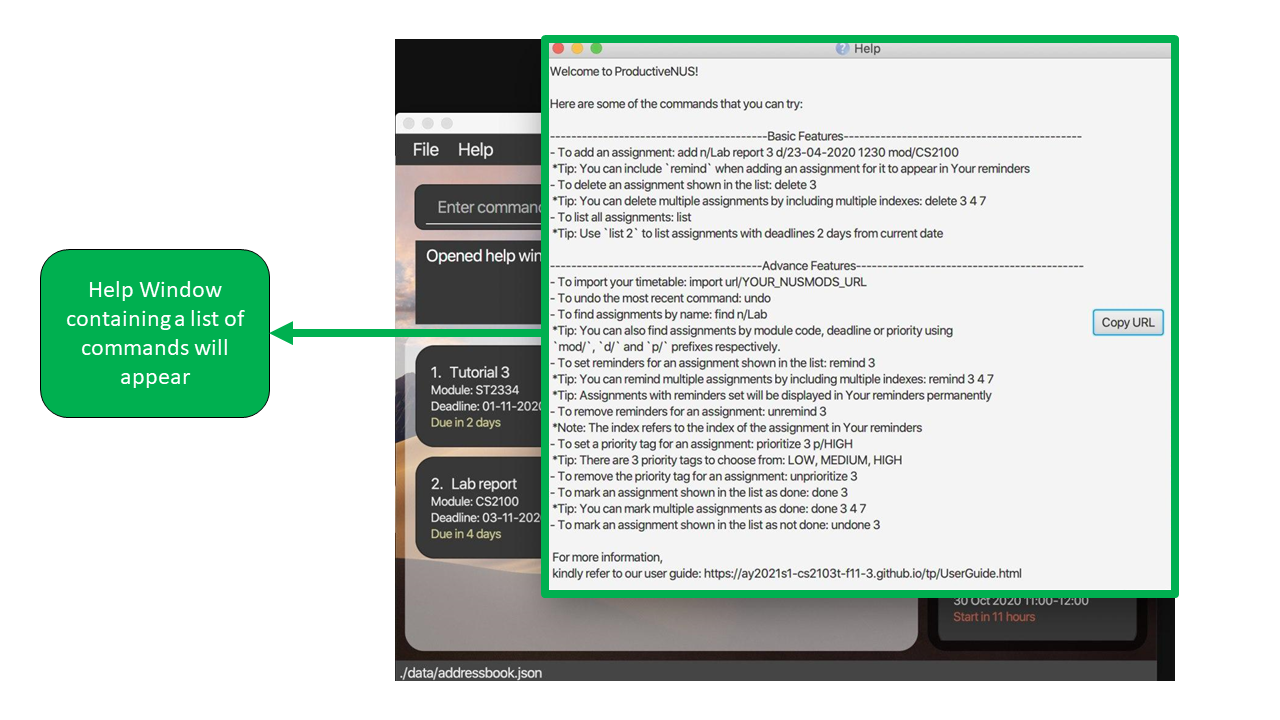 Help Window
containing a list of
commands will
appear
Help
Welcome to ProductiveNUS!
Here are some of the commands that you can try:
-----------------------------------------Basic Features---------------------------------------------
- To add an assignment: add n/Lab report 3 d/23-04-2020 1230 mod/CS2100
*Tip: You can include `remind` when adding an assignment for it to appear in Your reminders
- To delete an assignment shown in the list: delete 3
*Tip: You can delete multiple assignments by including multiple indexes: delete 3 4 7
- To list all assignments: list
*Tip: Use `list 2` to list assignments with deadlines 2 days from current date
----------------------------------------Advance Features-------------------------------------------
- To import your timetable: import url/YOUR_NUSMODS_URL
- To undo the most recent command: undo
- To find assignments by name: find n/Lab
*Tip: You can also find assignments by module code, deadline or priority using
`mod/`, `d/` and `p/` prefixes respectively.
- To set reminders for an assignment shown in the list: remind 3
*Tip: You can remind multiple assignments by including multiple indexes: remind 3 4 7
*Tip: Assignments with reminders set will be displayed in Your reminders permanently
- To remove reminders for an assignment: unremind 3
*Note: The index refers to the index of the assignment in Your reminders
- To set a priority tag for an assignment: prioritize 3 p/HIGH
*Tip: There are 3 priority tags to choose from: LOW, MEDIUM, HIGH
- To remove the priority tag for an assignment: unprioritize 3
- To mark an assignment shown in the list as done: done 3
*Tip: You can mark multiple assignments as done: done 3 4 7
- To mark an assignment shown in the list as not done: undone 3
For more information,
kindly refer to our user guide: https://ay2021s1-cs2103t-f11-3.github.io/tp/UserGuide.html
Copy URL
File Help
Enter comman
Opened help win
1. Tutorial 3
Module: ST2334
Deadline: 01-11-202
Due in 2 days
2. Lab report
Module: CS2100
Deadline: 03-11-202
Due in 4 days
30 Oct 2020 11:00-12:00
Start in 11 hours
./data/addressbook.json